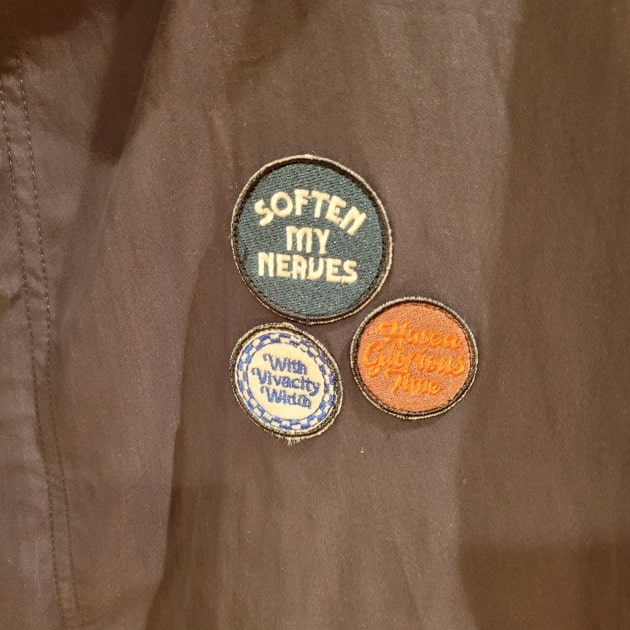 SOFTEN
MY
NERVES
With
Vivacity
Width
Have a
Glorious
Time